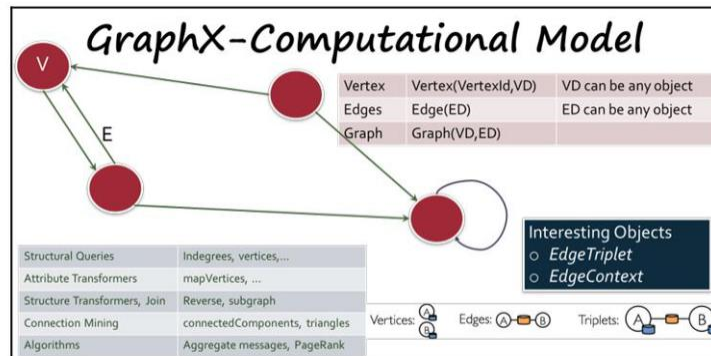 GraphX-Computational Model
V
E
Vertex Vertex(VertexId,VD) VD can be any object
Edges Edge(ED) ED can be any object
Graph Graph(VD,ED)
Interesting Objects
EdgeTriplet
EdgeContext
Structural Queries Indegrees, vertices,...
Attribute Transformers mapVertices, ...
Structure Transformers, Join Reverse, subgraph
Connection Mining connectedComponents, triangles
Algorithms Aggregate messages, PageRank
Vertices: A B
Edges: A B
Triplets: A B